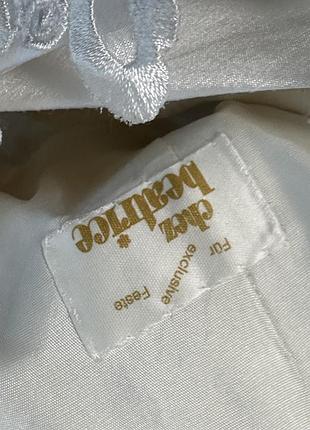 chez
beatrice
Für
exclusive
Feste